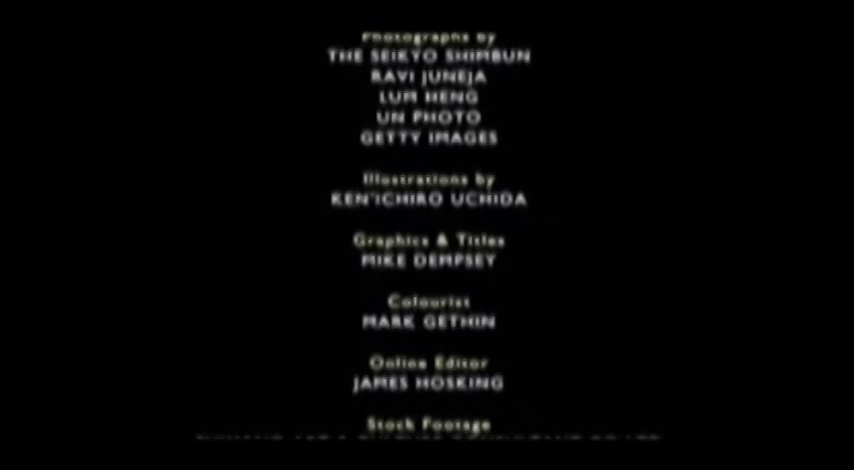 Photographs by
THE SEIKYO SHIMBUN
RAVI JUNEJA
LUM HENG
UN PHOTO
GETTY IMAGES
Illustrations by
KEN'ICHIRO UCHIDA
Graphics & Titles
MIKE DEMPSEY
Colourist
MARK GETHIN
Online Editor
JAMES HOSKING
Stock Footage